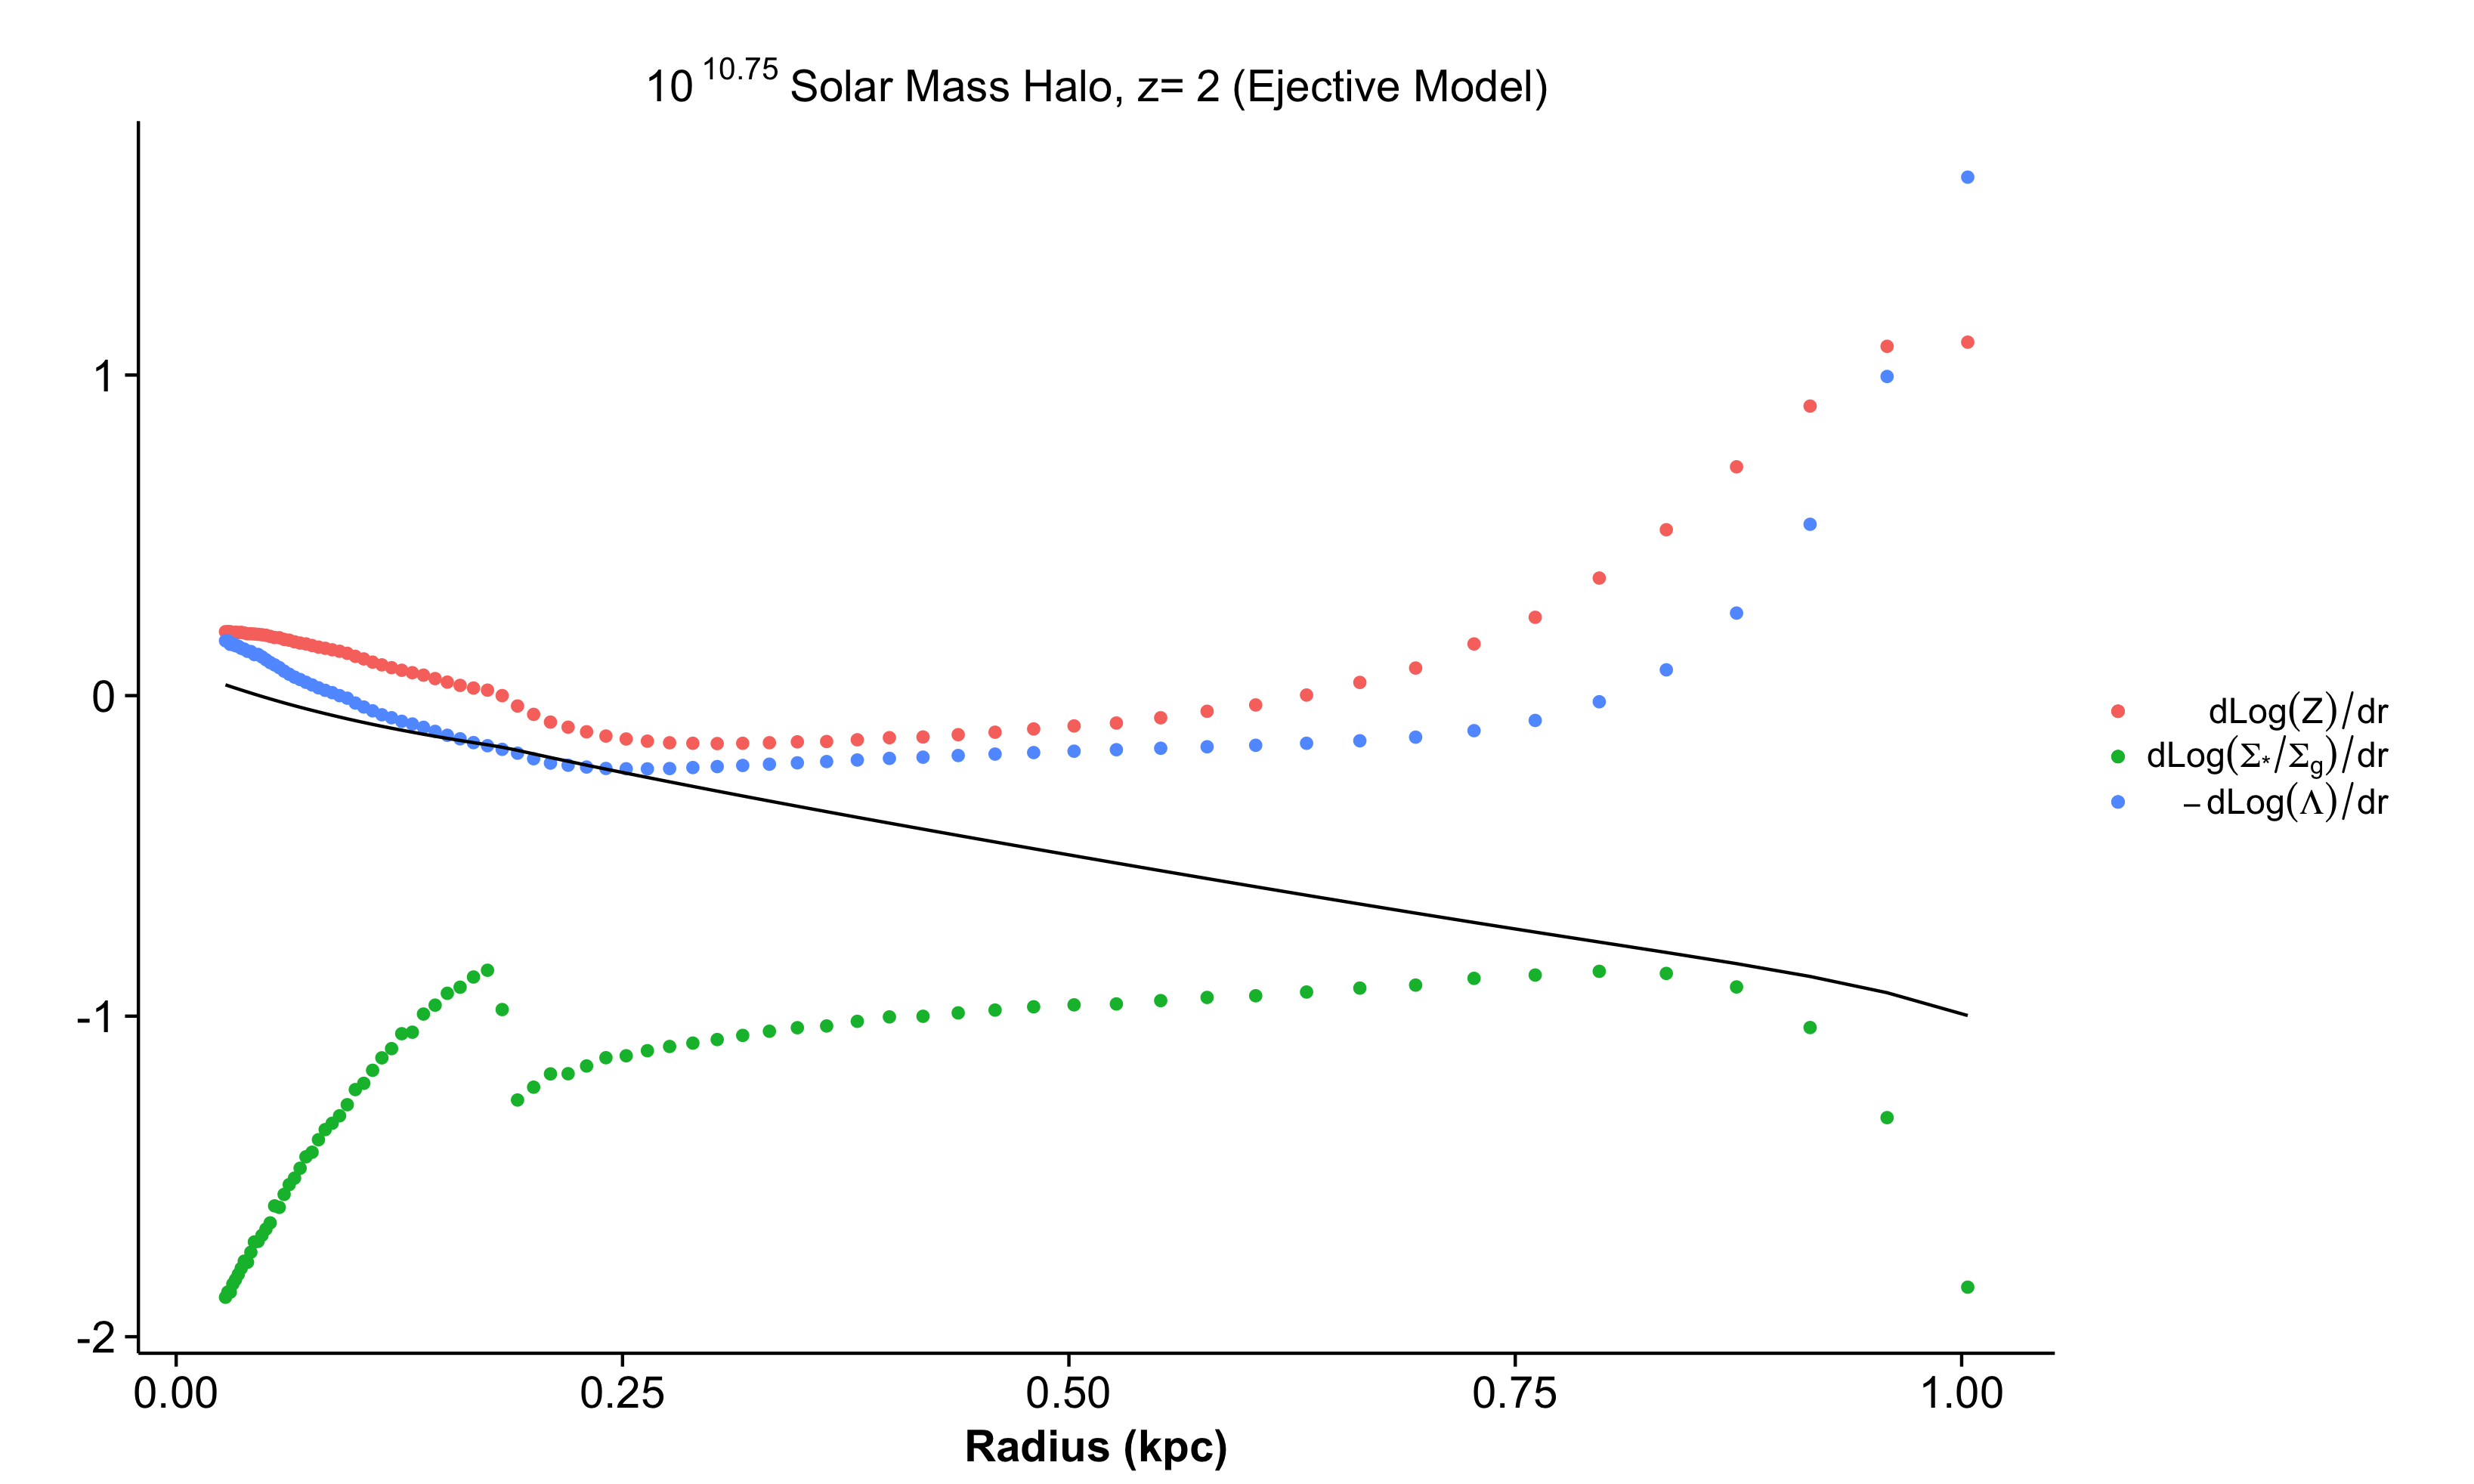 10^10.75 Solar Mass Halo, z= 2 (Ejective Model)
1
0
-1
-2
0.00 0.25 0.50 0.75 1.00
Radius (kpc)
dLog(Z)/dr
dLog(Σ*/Σg)/dr
−dLog(Λ)/dr